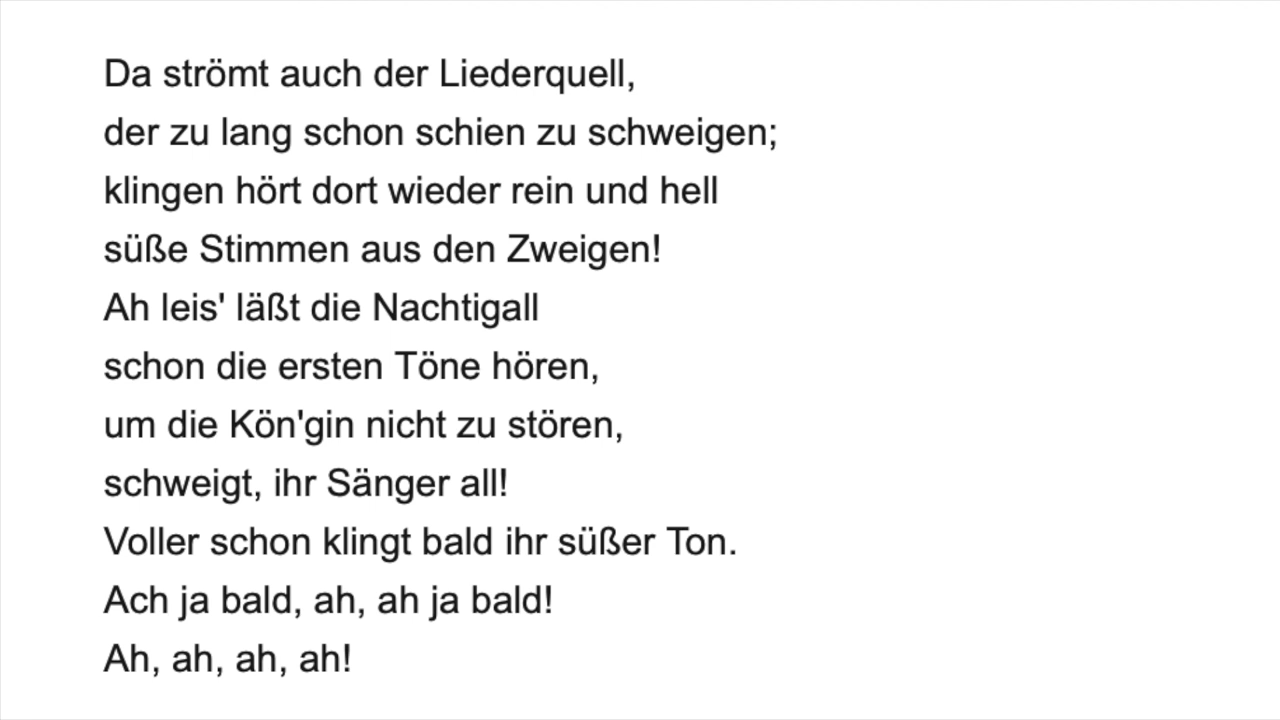 Da strömt auch der Liederquell,
der zu lang schon schien zu schweigen;
klingen hört dort wieder rein und hell
süße Stimmen aus den Zweigen!
Ah leis' läßt die Nachtigall
schon die ersten Töne hören,
um die Kön'gin nicht zu stören,
schweigt, ihr Sänger all!
Voller schon klingt bald ihr süßer Ton.
Ach ja bald, ah, ah ja bald!
Ah, ah, ah, ah!